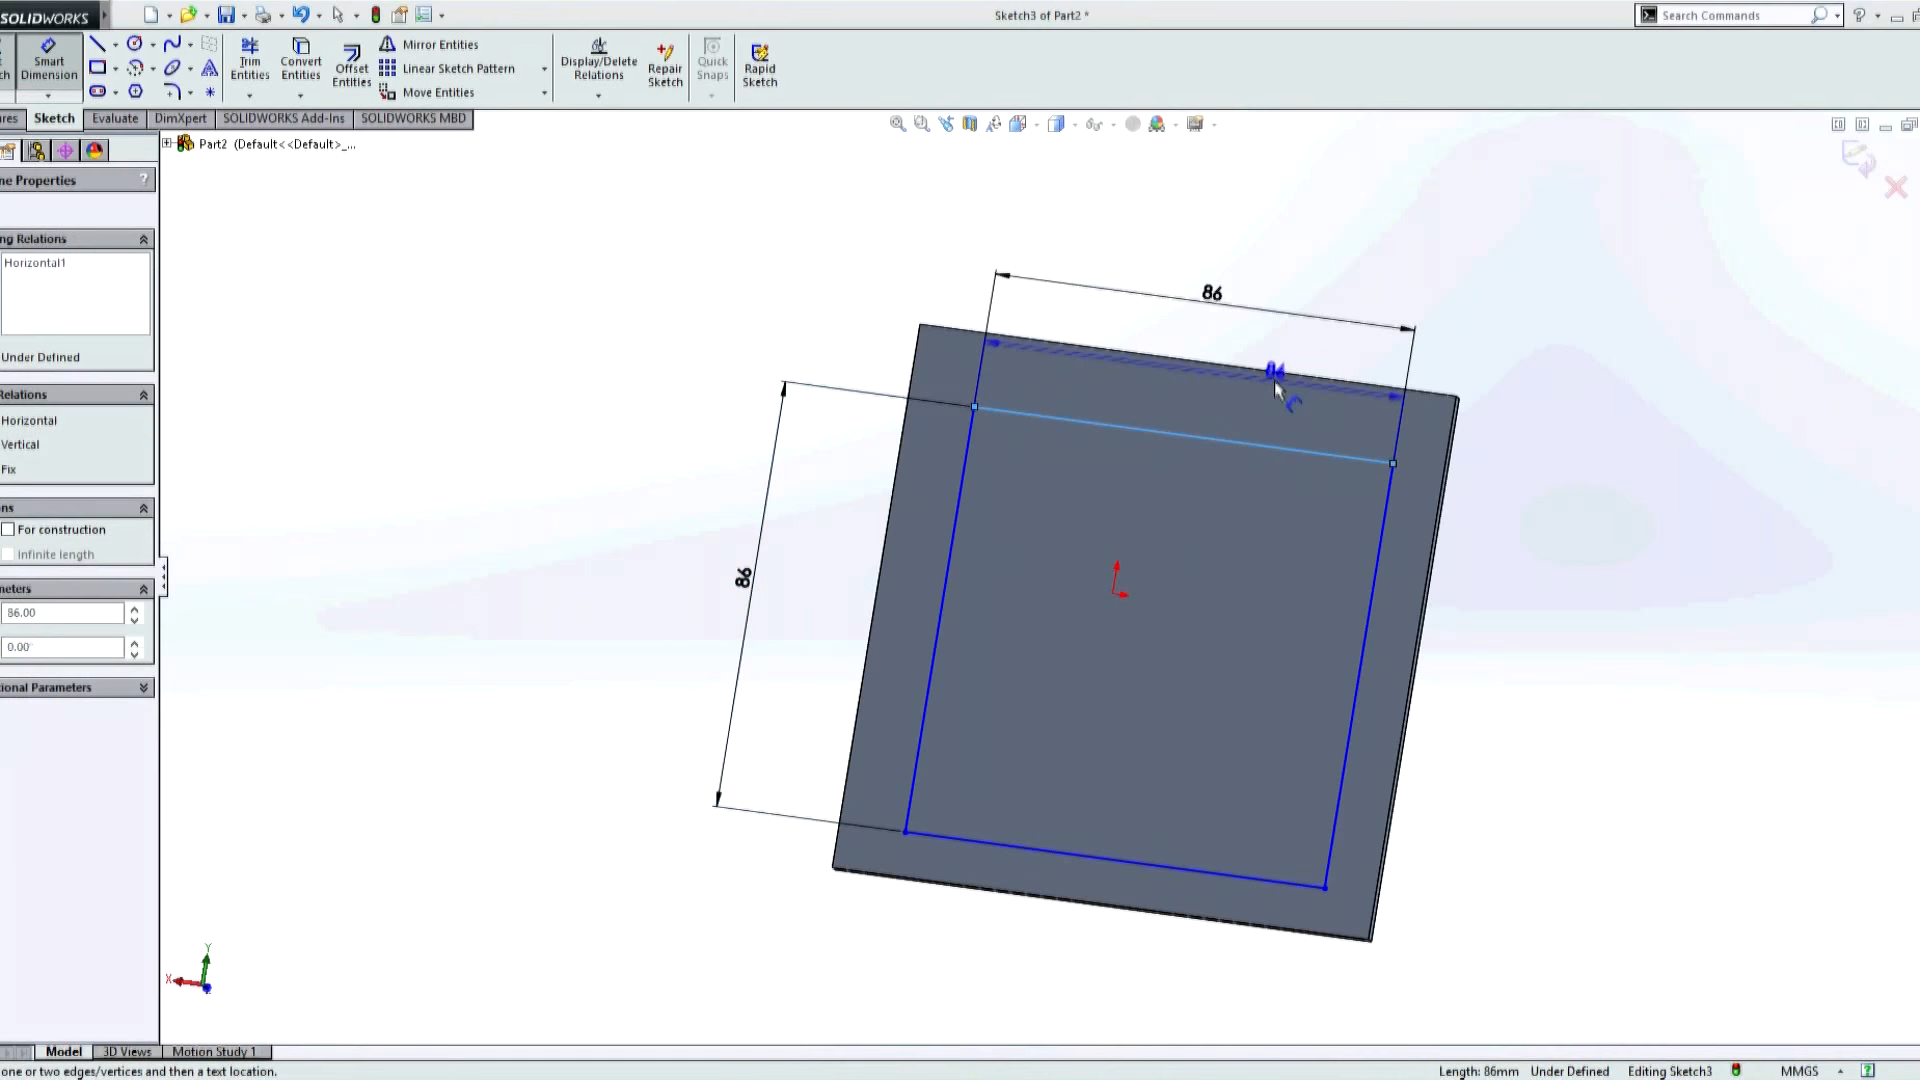 SOLIDWORKS
Sketch3 of Part2 *
Search Commands
Smart Dimension
Trim Entities
Convert Entities
Offset Entities
Mirror Entities
Linear Sketch Pattern
Move Entities
Display/Delete Relations
Repair Sketch
Quick Snaps
Rapid Sketch
res
Sketch
Evaluate
DimXpert
SOLIDWORKS Add-Ins
SOLIDWORKS MBD
Part2 (Default<<Default>_...
ne Properties
?
ng Relations
Horizontal1
Under Defined
Relations
Horizontal
Vertical
Fix
ns
For construction
Infinite length
neters
86.00
0.00°
ional Parameters
86
86
86
Y
X
Model
3D Views
Motion Study 1
one or two edges/vertices and then a text location.
Length: 86mm
Under Defined
Editing Sketch3
MMGS
?